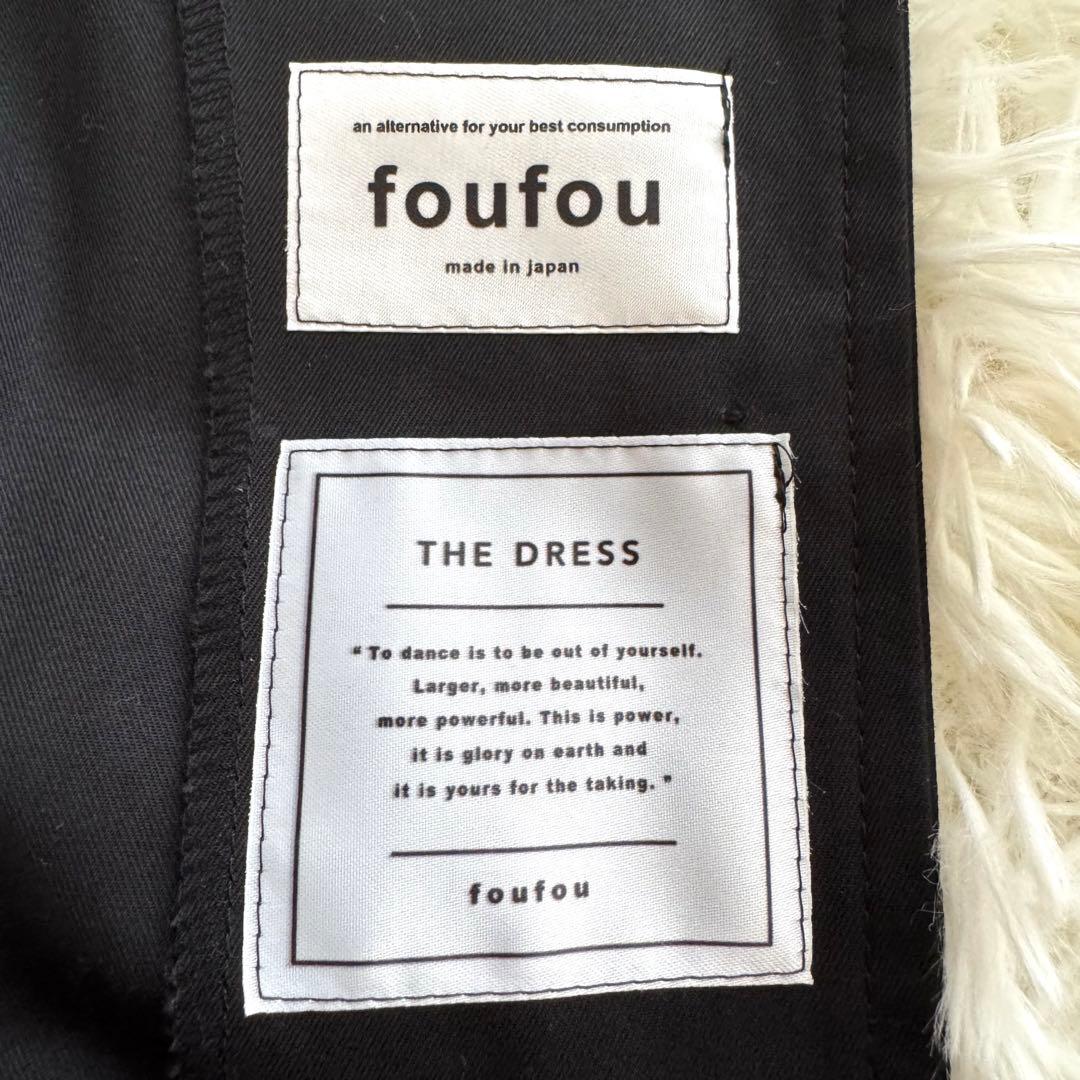 an alternative for your best consumption
foufou
made in japan
THE DRESS
“ To dance is to be out of yourself.
Larger, more beautiful,
more powerful. This is power,
it is glory on earth and
it is yours for the taking. ”
foufou